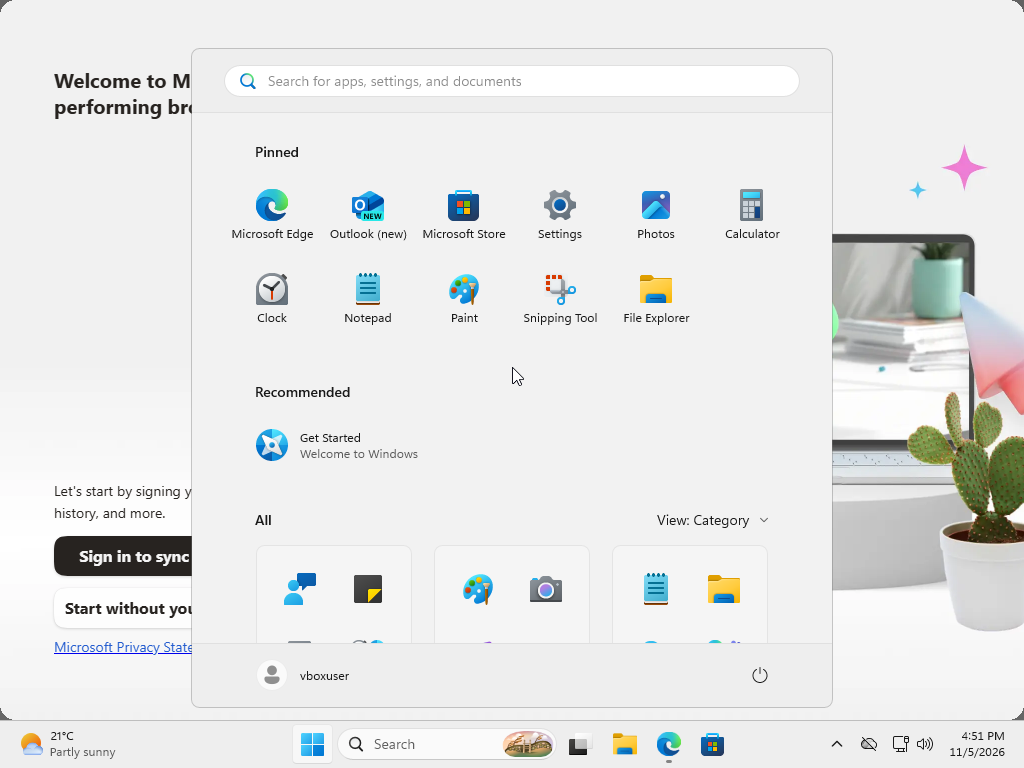 Welcome to M
performing bro
Let's start by signing y
history, and more.
Sign in to sync
Start without you
Microsoft Privacy State
Search for apps, settings, and documents
Pinned
Microsoft Edge
Outlook (new)
Microsoft Store
Settings
Photos
Calculator
NEW
Clock
Notepad
Paint
Snipping Tool
File Explorer
Recommended
Get Started
Welcome to Windows
All
View: Category
vboxuser
21°C
Partly sunny
Search
4:51 PM
11/5/2026